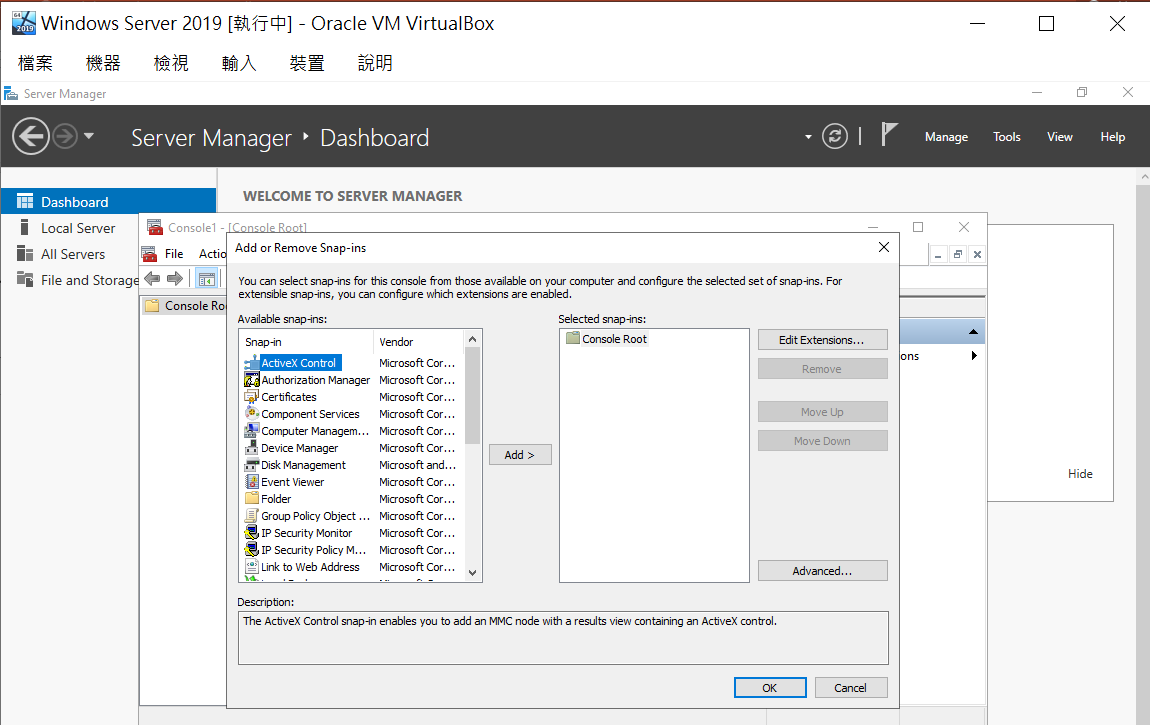 Windows Server 2019 [執行中] - Oracle VM VirtualBox
檔案 機器 檢視 輸入 裝置 說明
Server Manager
Server Manager Dashboard
Manage Tools View Help
Dashboard
Local Server
All Servers
File and Storage
WELCOME TO SERVER MANAGER
Hide
Console1 - [Console Root]
File Actio
Console Ro
ons
Add or Remove Snap-ins
You can select snap-ins for this console from those available on your computer and configure the selected set of snap-ins. For
extensible snap-ins, you can configure which extensions are enabled.
Available snap-ins:
Snap-in Vendor
ActiveX Control Microsoft Cor...
Authorization Manager Microsoft Cor...
Certificates Microsoft Cor...
Component Services Microsoft Cor...
Computer Managem... Microsoft Cor...
Device Manager Microsoft Cor...
Disk Management Microsoft and...
Event Viewer Microsoft Cor...
Folder Microsoft Cor...
Group Policy Object ... Microsoft Cor...
IP Security Monitor Microsoft Cor...
IP Security Policy M... Microsoft Cor...
Link to Web Address Microsoft Cor...
Add >
Selected snap-ins:
Console Root
Edit Extensions...
Remove
Move Up
Move Down
Advanced...
Description:
The ActiveX Control snap-in enables you to add an MMC node with a results view containing an ActiveX control.
OK Cancel